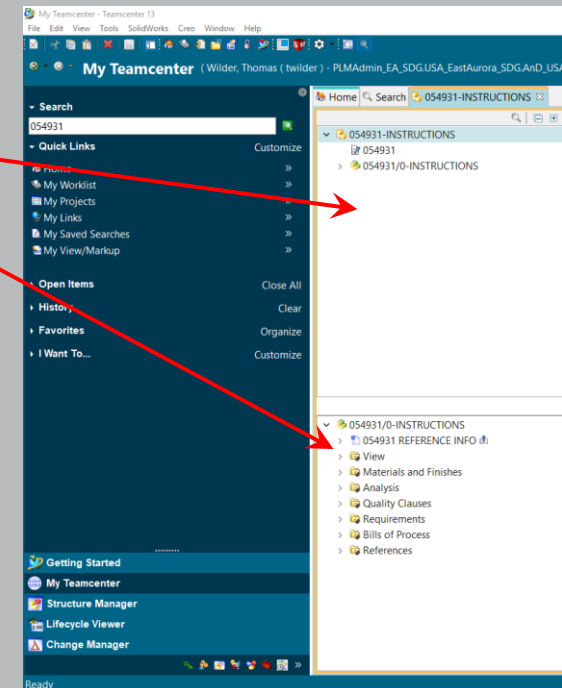 My Teamcenter - Teamcenter 13
File Edit View Tools SolidWorks Creo Window Help
My Teamcenter ( Wilder, Thomas ( twilder ) - PLMAdmin_EA_SDG.USA_EastAurora_SDG.AnD_USA
Search
054931
Quick Links Customize
Home
My Worklist
My Projects
My Links
My Saved Searches
My View/Markup
Open Items Close All
History Clear
Favorites Organize
I Want To... Customize
Getting Started
My Teamcenter
Structure Manager
Lifecycle Viewer
Change Manager
Ready
Home Search 054931-INSTRUCTIONS
054931-INSTRUCTIONS
054931
054931/0-INSTRUCTIONS
054931/0-INSTRUCTIONS
054931 REFERENCE INFO
View
Materials and Finishes
Analysis
Quality Clauses
Requirements
Bills of Process
References